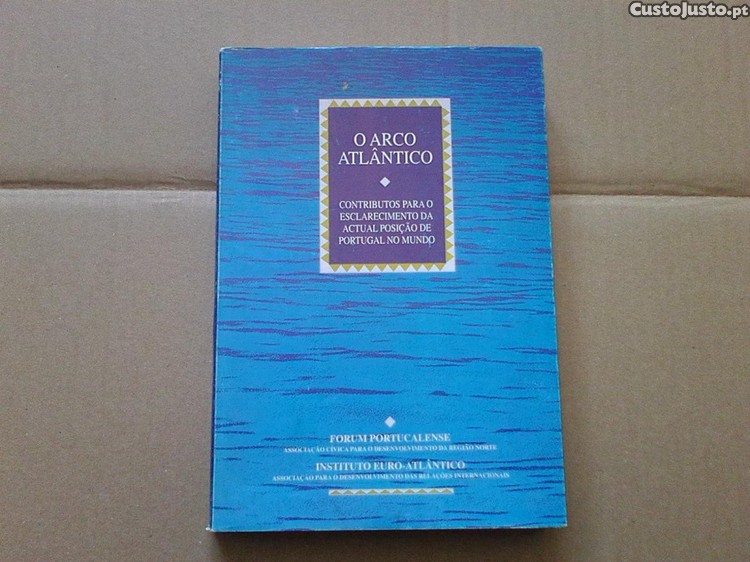 CustoJusto.pt
O ARCO
ATLÂNTICO
CONTRIBUTOS PARA O
ESCLARECIMENTO DA
ACTUAL POSIÇÃO DE
PORTUGAL NO MUNDO
FORUM PORTUCALENSE
ASSOCIAÇÃO CÍVICA PARA O DESENVOLVIMENTO DA REGIÃO NORTE
INSTITUTO EURO-ATLÂNTICO
ASSOCIAÇÃO PARA O DESENVOLVIMENTO DAS RELAÇÕES INTERNACIONAIS